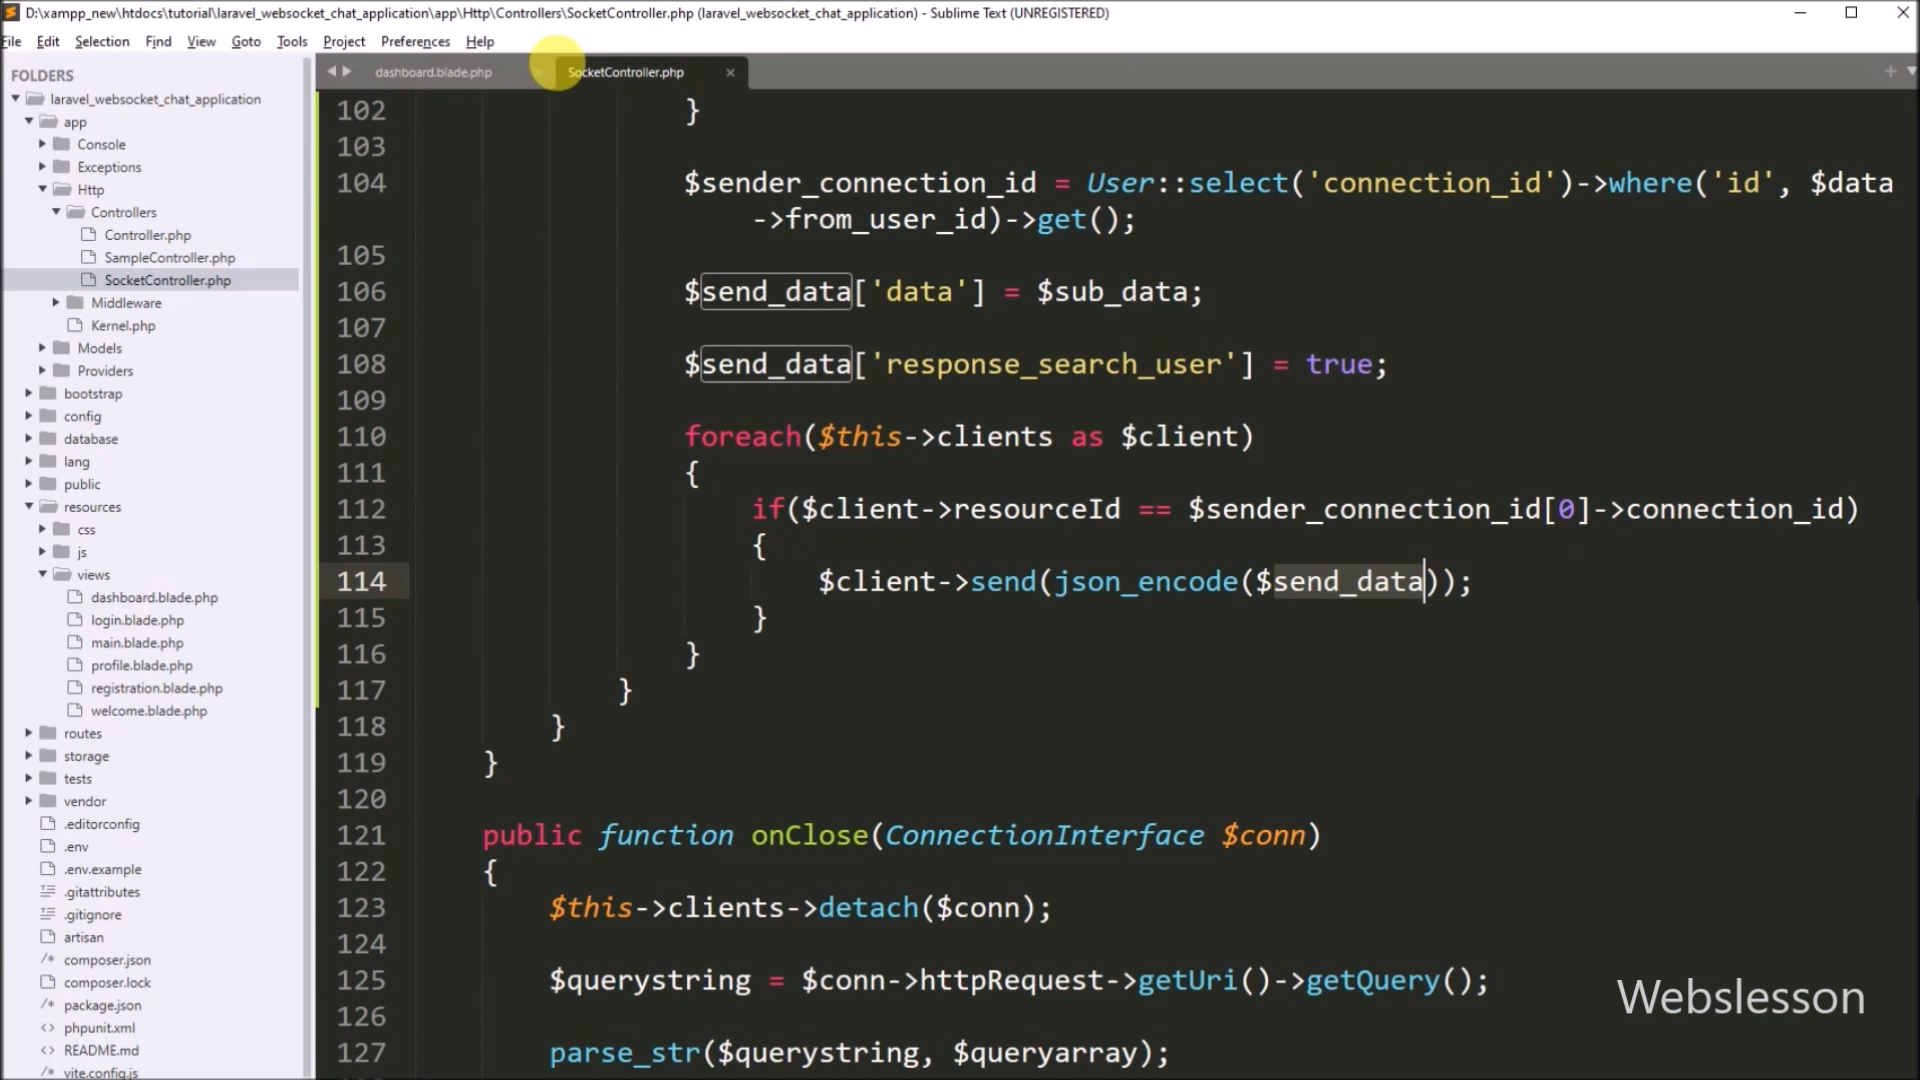 D:\xampp_new\htdocs\tutorial\laravel_websocket_chat_application\app\Http\Controllers\SocketController.php (laravel_websocket_chat_application) - Sublime Text (UNREGISTERED)
File Edit Selection Find View Goto Tools Project Preferences Help
FOLDERS
laravel_websocket_chat_application
app
Console
Exceptions
Http
Controllers
Controller.php
SampleController.php
SocketController.php
Middleware
Kernel.php
Models
Providers
bootstrap
config
database
lang
public
resources
css
js
views
dashboard.blade.php
login.blade.php
main.blade.php
profile.blade.php
registration.blade.php
welcome.blade.php
routes
storage
tests
vendor
.editorconfig
.env
.env.example
.gitattributes
.gitignore
artisan
/* composer.json
composer.lock
/* package.json
<> phpunit.xml
<> README.md
/* vite.config.js
dashboard.blade.php SocketController.php
102 }
103
104 $sender_connection_id = User::select('connection_id')->where('id', $data
->from_user_id)->get();
105
106 $send_data['data'] = $sub_data;
107
108 $send_data['response_search_user'] = true;
109
110 foreach($this->clients as $client)
111 {
112 if($client->resourceId == $sender_connection_id[0]->connection_id)
113 {
114 $client->send(json_encode($send_data));
115 }
116 }
117 }
118 }
119 }
120
121 public function onClose(ConnectionInterface $conn)
122 {
123 $this->clients->detach($conn);
124
125 $querystring = $conn->httpRequest->getUri()->getQuery();
126
127 parse_str($querystring, $queryarray);
Webslesson